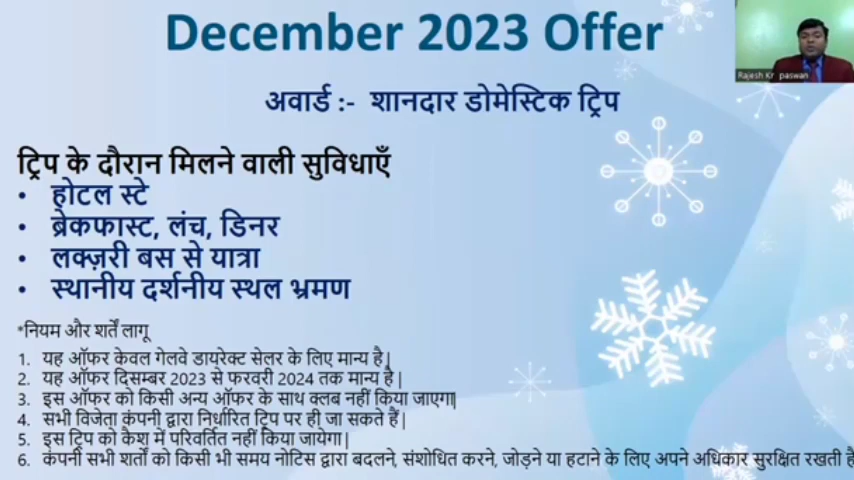 December 2023 Offer
Rajesh Kr paswan
अवार्ड :- शानदार डोमेस्टिक ट्रिप
ट्रिप के दौरान मिलने वाली सुविधाएँ
• होटल स्टे
• ब्रेकफास्ट, लंच, डिनर
• लक्ज़री बस से यात्रा
• स्थानीय दर्शनीय स्थल भ्रमण
*नियम और शर्तें लागू
1. यह ऑफर केवल गेलवे डायरेक्ट सेलर के लिए मान्य है|
2. यह ऑफर दिसम्बर 2023 से फरवरी 2024 तक मान्य है |
3. इस ऑफर को किसी अन्य ऑफर के साथ क्लब नहीं किया जाएगा|
4. सभी विजेता कंपनी द्वारा निर्धारित ट्रिप पर ही जा सकते हैं |
5. इस ट्रिप को कैश में परिवर्तित नहीं किया जायेगा |
6. कंपनी सभी शर्तों को किसी भी समय नोटिस द्वारा बदलने, संशोधित करने, जोड़ने या हटाने के लिए अपने अधिकार सुरक्षित रखती है